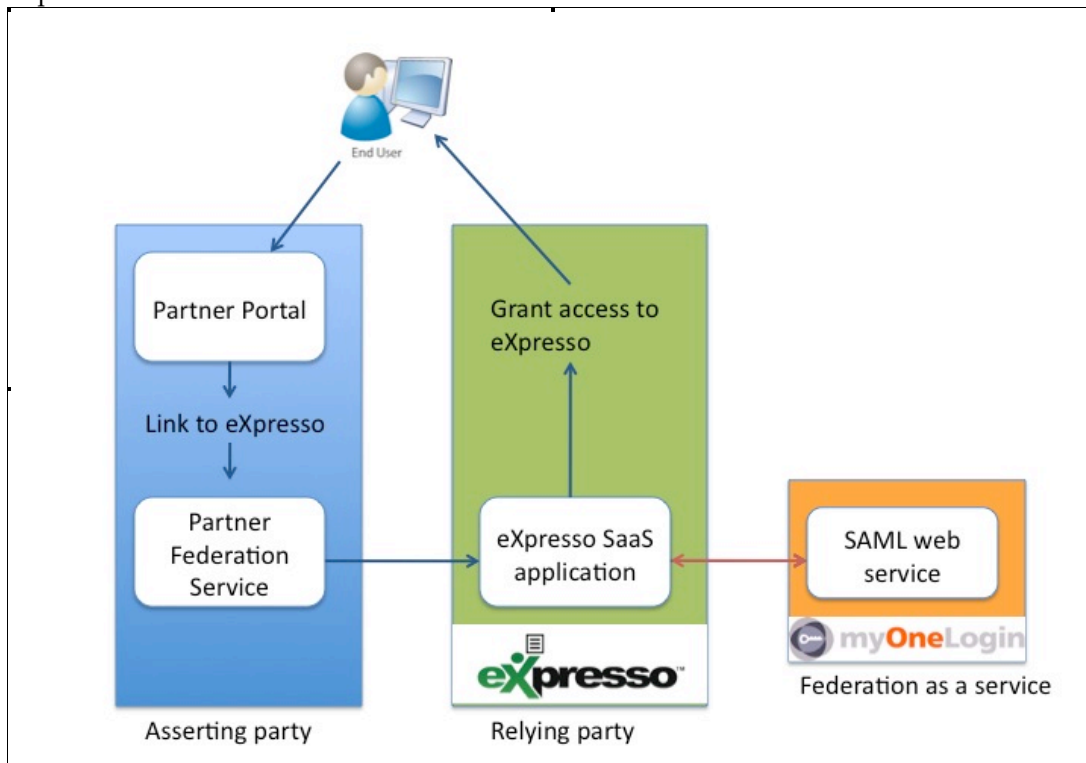 End User
Partner Portal
Link to eXpresso
Partner
Federation
Service
Asserting party
Grant access to
eXpresso
eXpresso SaaS
application
eXpresso™
Relying party
SAML web
service
myOneLogin
Federation as a service